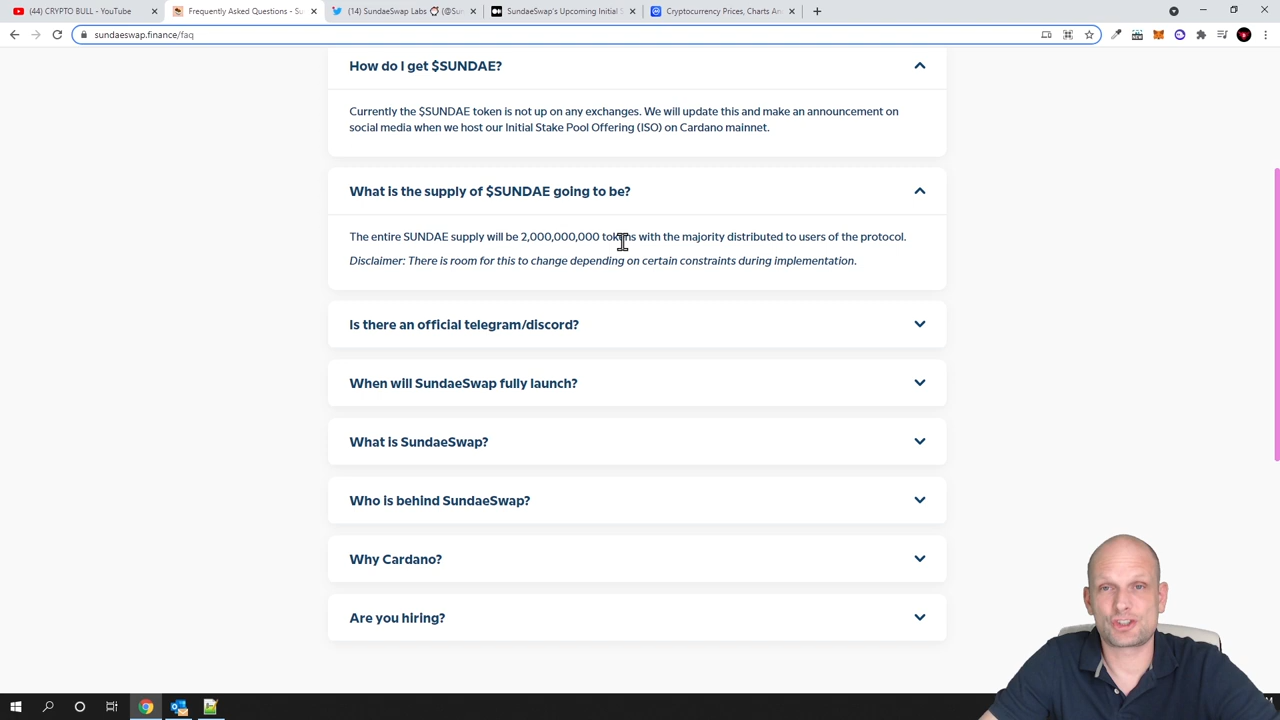 (44) CRYPTO BULL - YouTube
Frequently Asked Questions - Su
(14) SundaeSwap Labs
SundaeSwap's Upcoming Initial S
Cryptocurrency Prices, Charts An
sundaeswap.finance/faq
How do I get $SUNDAE?
Currently the $SUNDAE token is not up on any exchanges. We will update this and make an announcement on
social media when we host our Initial Stake Pool Offering (ISO) on Cardano mainnet.
What is the supply of $SUNDAE going to be?
The entire SUNDAE supply will be 2,000,000,000 tokens with the majority distributed to users of the protocol.
Disclaimer: There is room for this to change depending on certain constraints during implementation.
Is there an official telegram/discord?
When will SundaeSwap fully launch?
What is SundaeSwap?
Who is behind SundaeSwap?
Why Cardano?
Are you hiring?